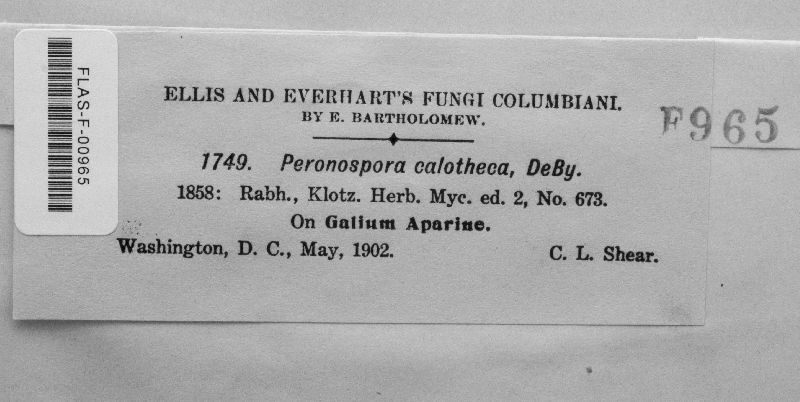 FLAS-F-00965
ELLIS AND EVERHART'S FUNGI COLUMBIANI.
BY E. BARTHOLOMEW.
F965
1749. Peronospora calotheca, DeBy.
1858: Rabh., Klotz. Herb. Myc. ed. 2, No. 673.
On Galium Aparine.
Washington, D. C., May, 1902. C. L. Shear.